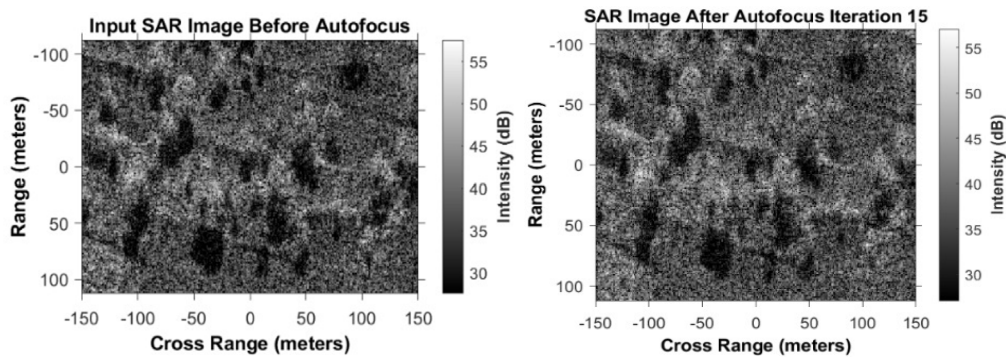 Input SAR Image Before Autofocus
-100
-50
0
50
100
Range (meters)
-150 -100 -50 0 50 100 150
Cross Range (meters)
55
50
45
40
35
30
Intensity (dB)
SAR Image After Autofocus Iteration 15
-100
-50
0
50
100
Range (meters)
-150 -100 -50 0 50 100 150
Cross Range (meters)
55
50
45
40
35
30
Intensity (dB)